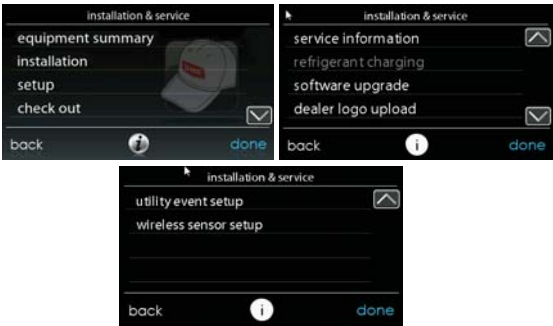 installation & service
equipment summary
installation
setup
check out
back
done
installation & service
service information
refrigerant charging
software upgrade
dealer logo upload
back
i
done
installation & service
utility event setup
wireless sensor setup
back
i
done